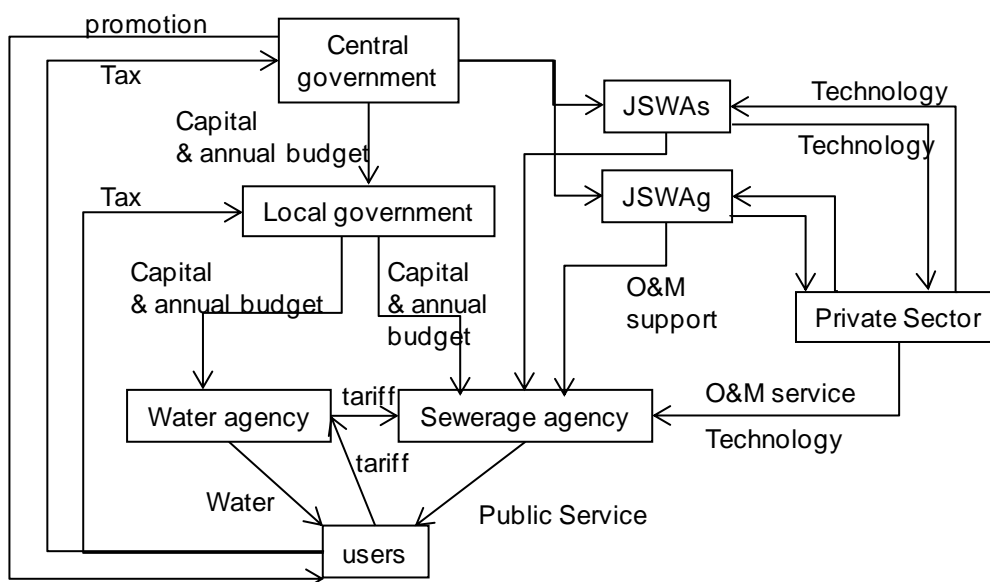 promotion
Central
government
Tax
Capital
& annual budget
JSWAs
Technology
Technology
Tax
Local government
JSWAg
Capital
& annual budget
Capital
& annual
budget
O&M
support
Private Sector
Water agency
tariff
Sewerage agency
O&M service
Technology
tariff
Water
Public Service
users